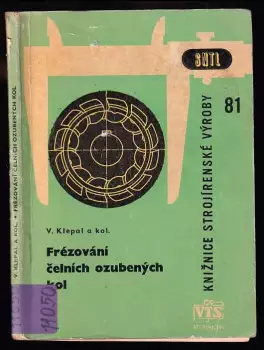 SNTL
81
KNIŽNICE STROJÍRENSKÉ VÝROBY
V. Klepal a kol.
Frézování
čelních ozubených
kol
VTS
V. KLEPAL A KOL. • FRÉZOVÁNÍ ČELNÍCH OZUBENÝCH KOL
11050